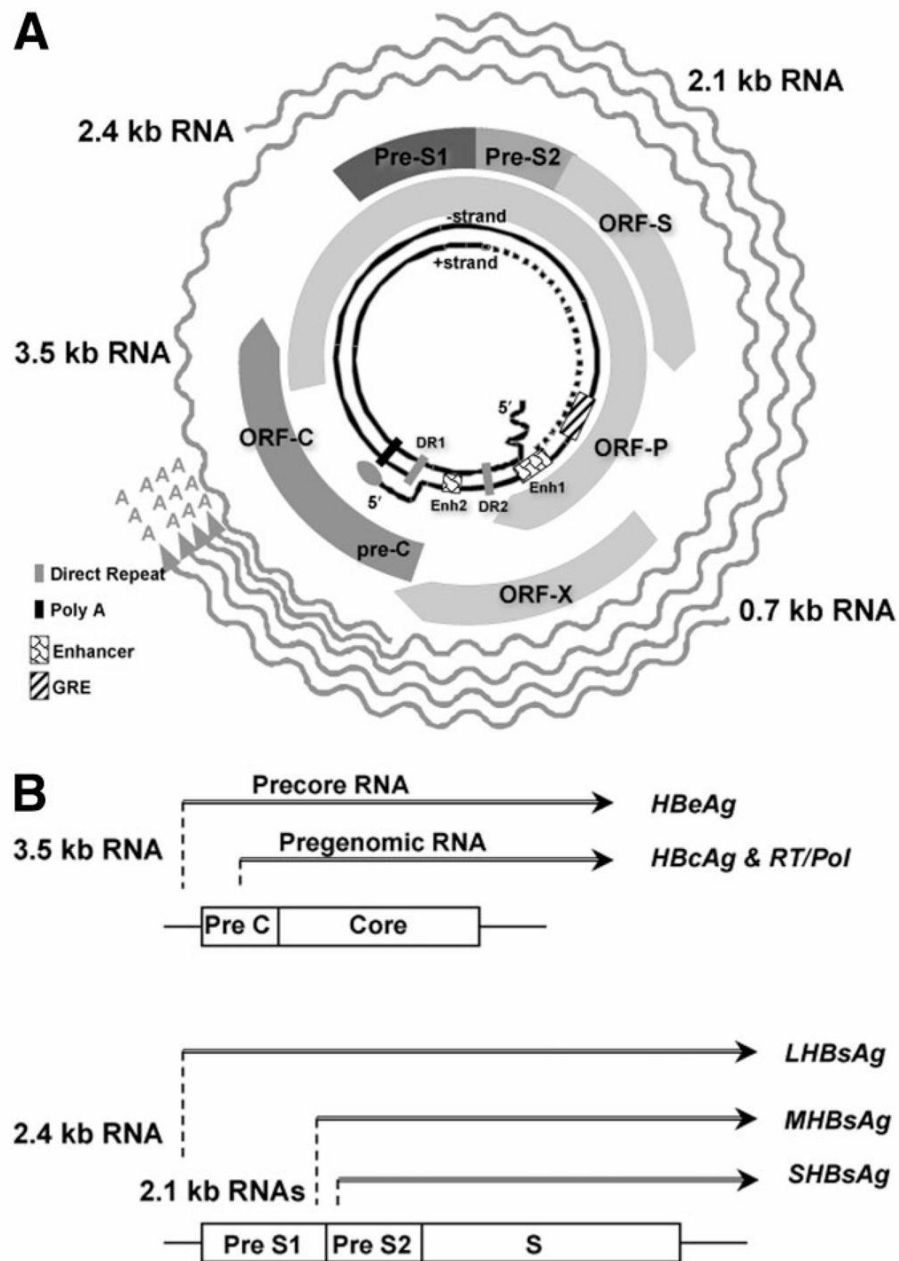 A
2.1 kb RNA
2.4 kb RNA
Pre-S1
Pre-S2
ORF-S
-strand
+strand
3.5 kb RNA
ORF-C
5′
DR1
ORF-P
Enh1
Enh2
DR2
5′
pre-C
A A A A
A A A
A A A
A
Direct Repeat
ORF-X
Poly A
0.7 kb RNA
Enhancer
GRE
B
Precore RNA
HBeAg
3.5 kb RNA
Pregenomic RNA
HBcAg & RT/Pol
Pre C
Core
LHBsAg
2.4 kb RNA
MHBsAg
2.1 kb RNAs
SHBsAg
Pre S1
Pre S2
S